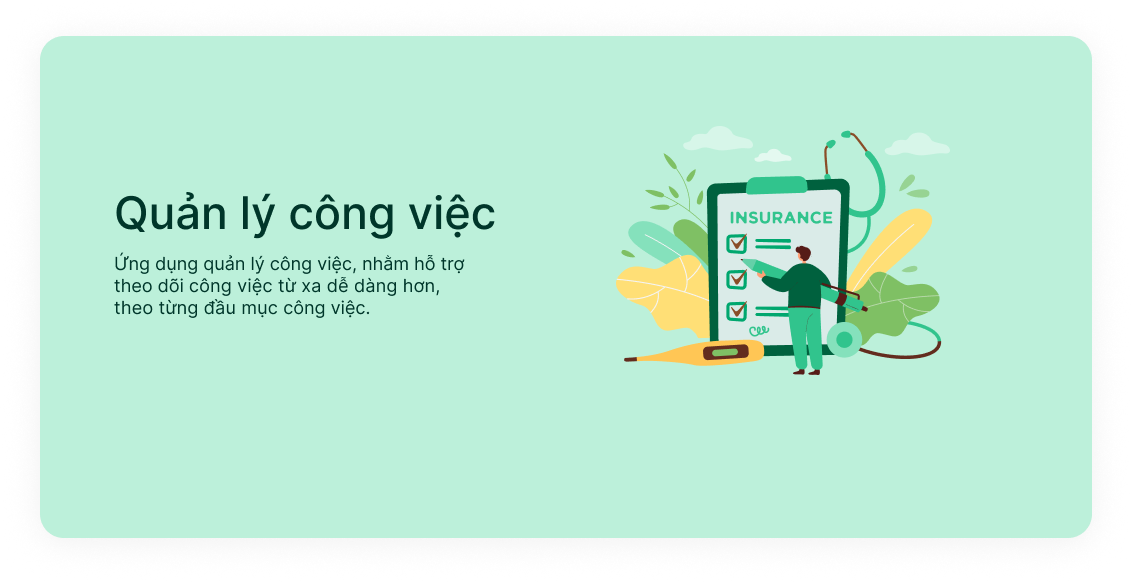 Quản lý công việc
Ứng dụng quản lý công việc, nhằm hỗ trợ
theo dõi công việc từ xa dễ dàng hơn,
theo từng đầu mục công việc.
INSURANCE